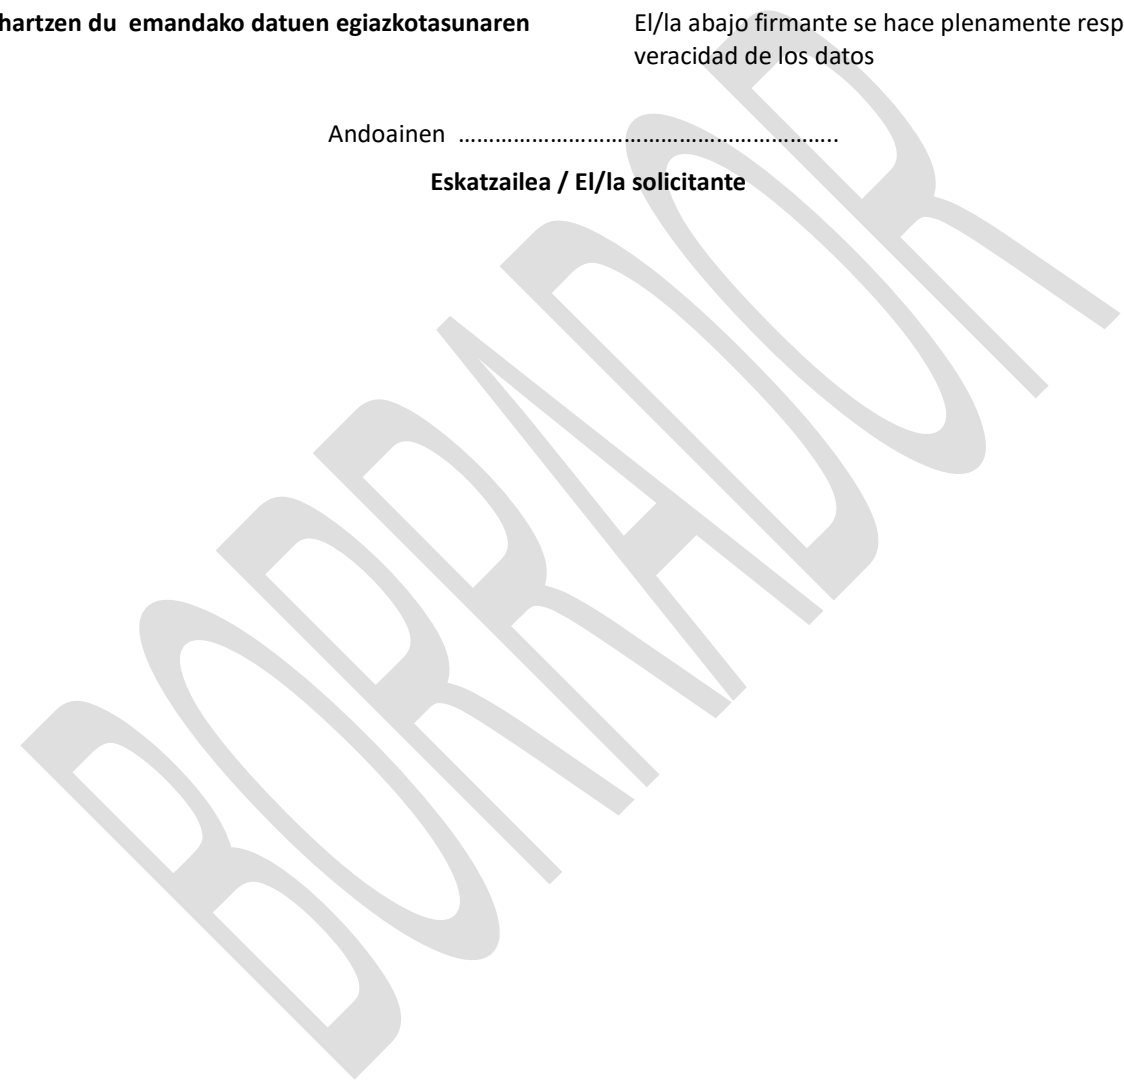 hartzen du emandako datuen egiazkotasunaren
El/la abajo firmante se hace plenamente resp
veracidad de los datos
Andoainen ……………………………………………………..
Eskatzailea / El/la solicitante
BORRADOR